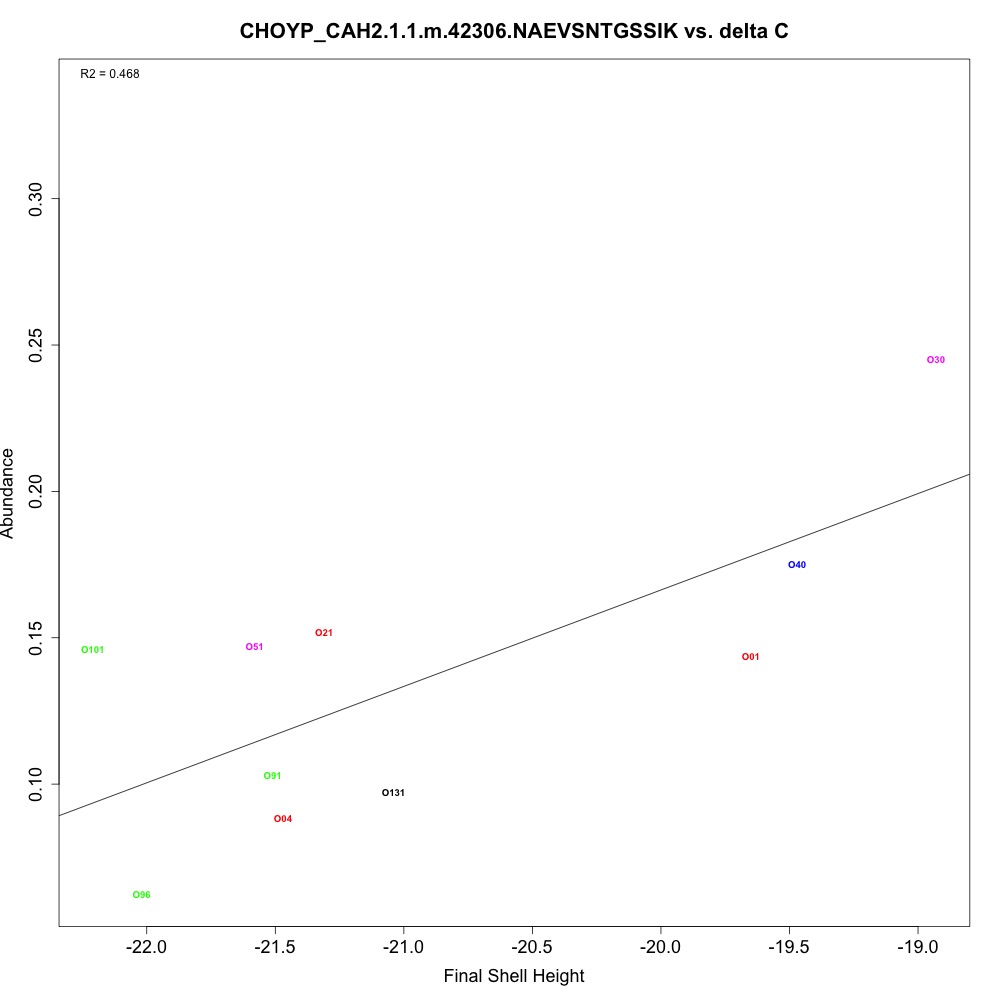 CHOYP_CAH2.1.1.m.42306.NAEVSNTGSSIK vs. delta C
R2 = 0.468
0.30
0.25
0.20
0.15
0.10
Abundance
O30
O40
O21
O51
O101
O01
O91
O131
O04
O96
-22.0 -21.5 -21.0 -20.5 -20.0 -19.5 -19.0
Final Shell Height